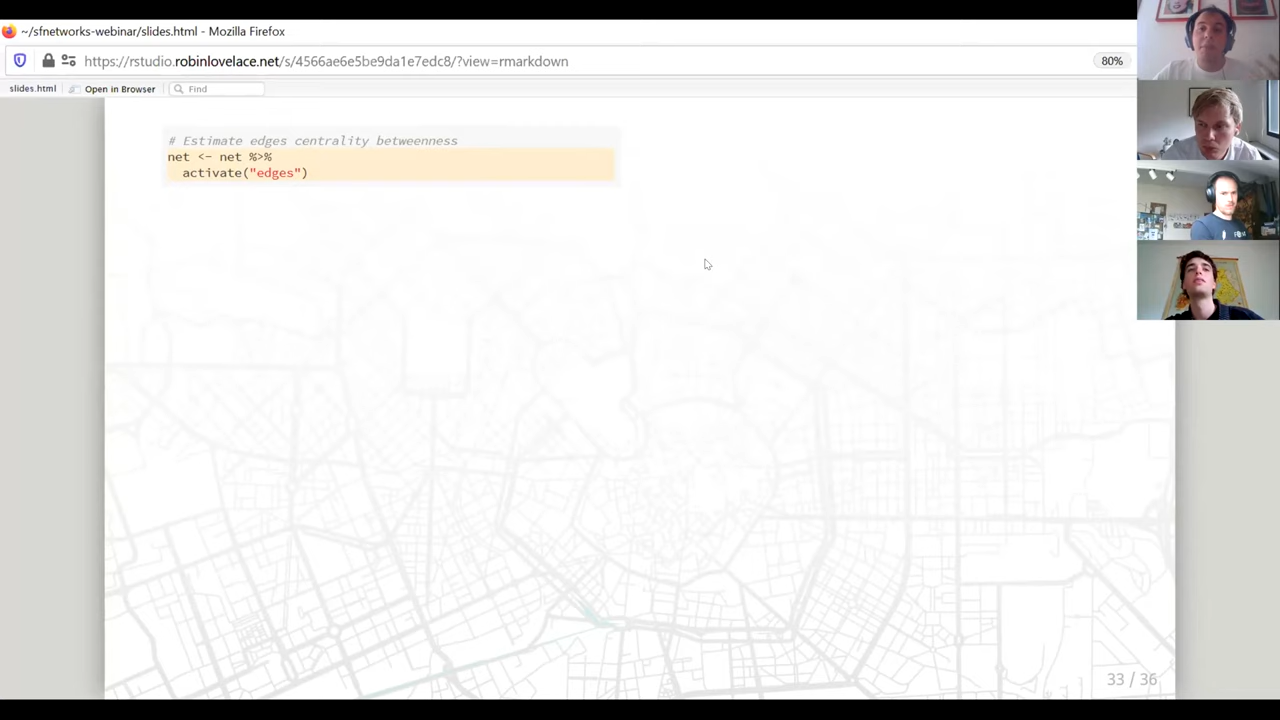 ~/sfnetworks-webinar/slides.html - Mozilla Firefox
https://rstudio.robinlovelace.net/s/4566ae6e5be9da1e7edc8/?view=rmarkdown
80%
slides.html
Open in Browser
Find
# Estimate edges centrality betweenness
net <- net %>%
activate("edges")
33 / 36